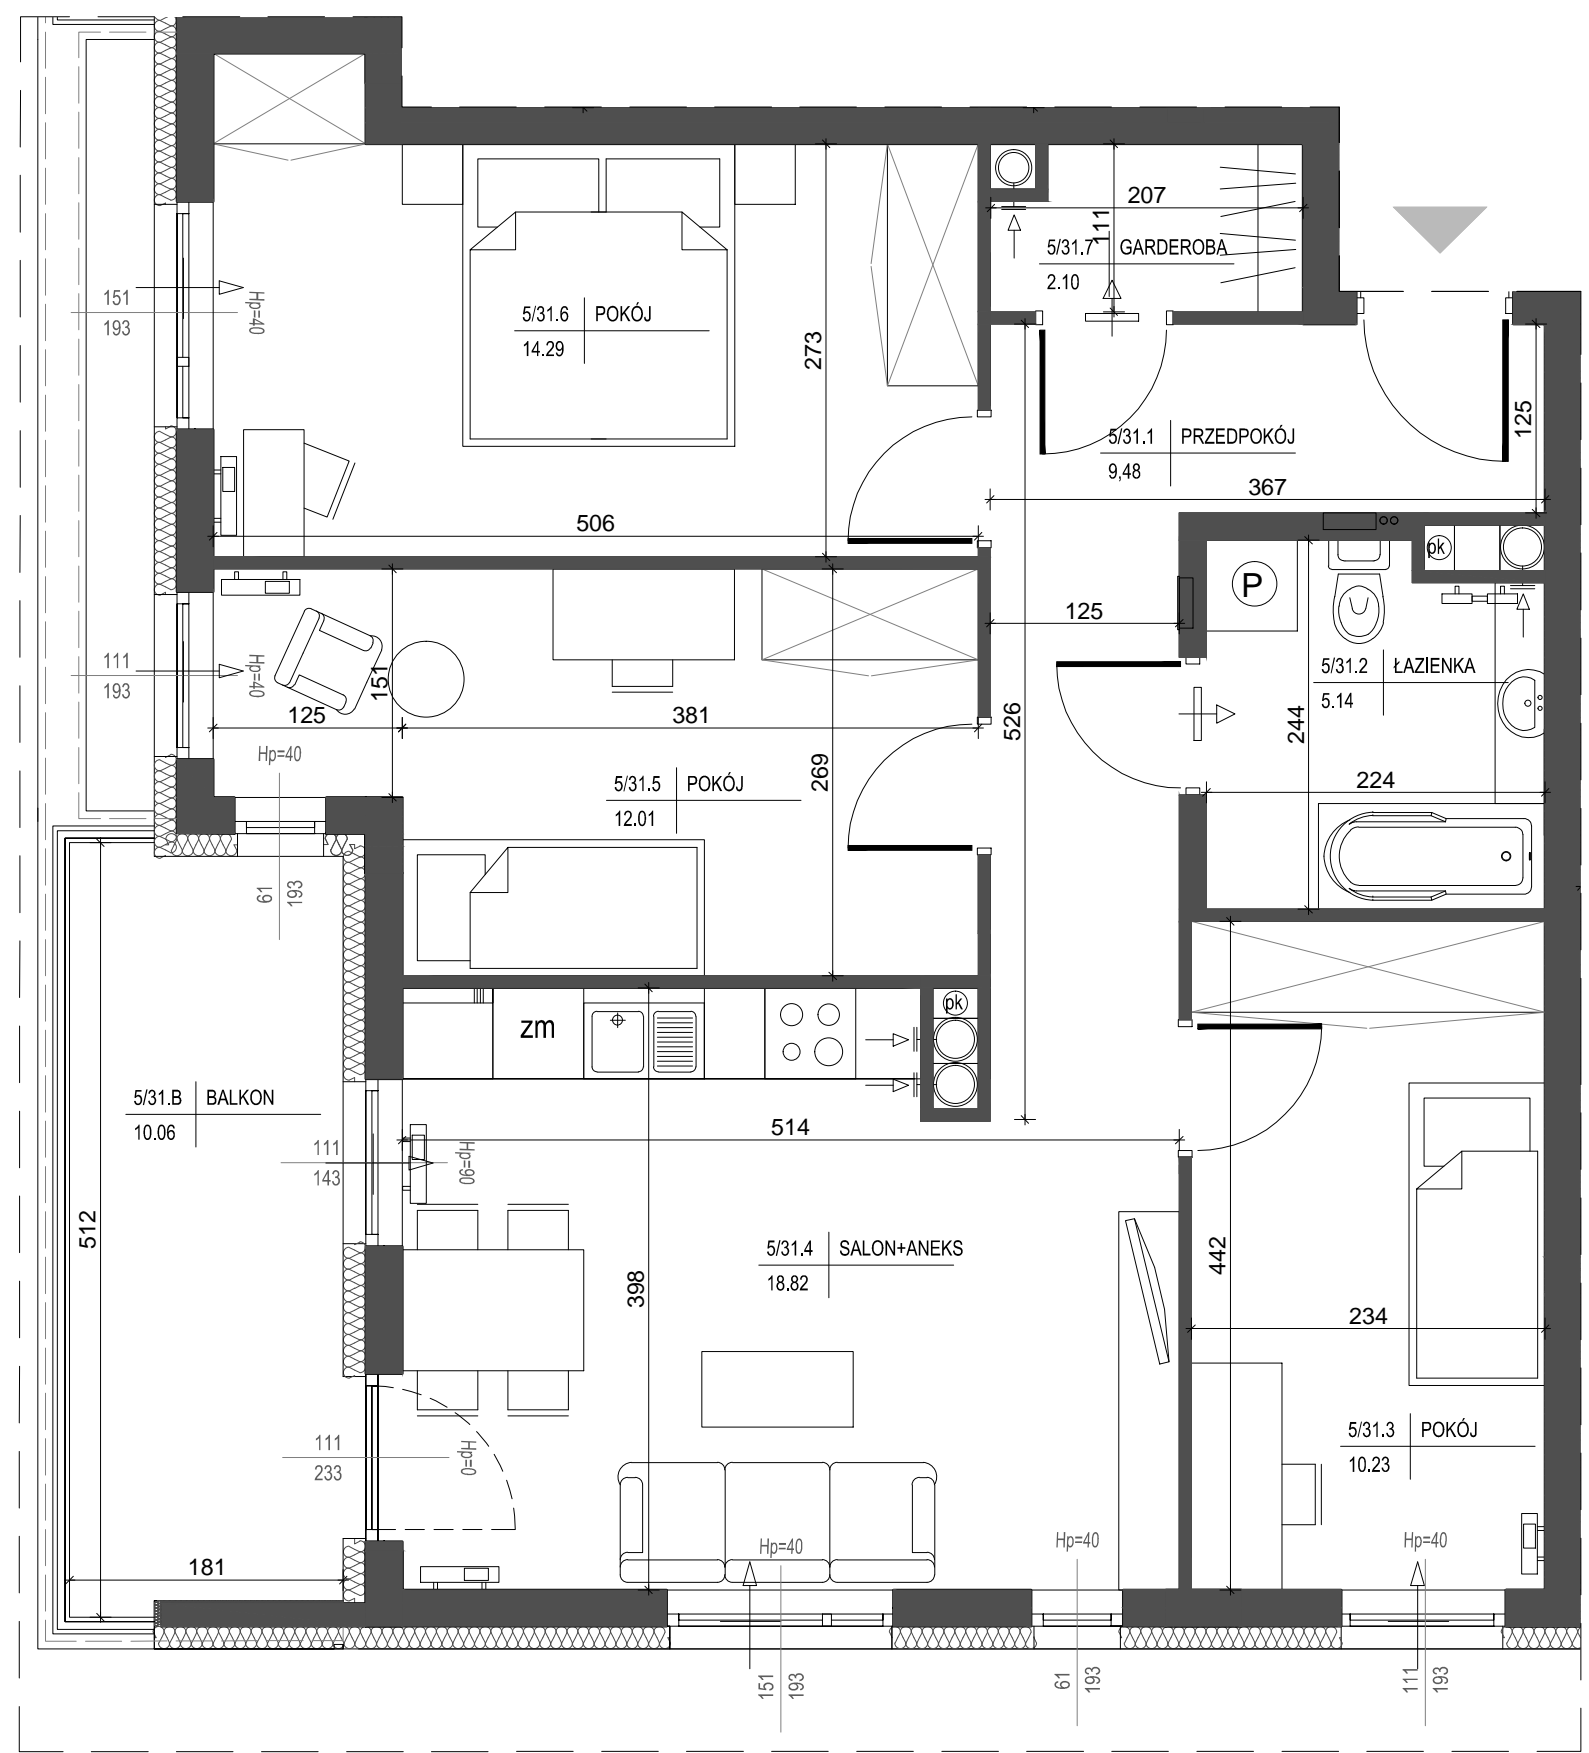 207
111
5/31.7 GARDEROBA
2.10
151
193
Hp=40
5/31.6 POKÓJ
14.29
273
125
5/31.1 PRZEDPOKÓJ
9,48
367
506
pk
P
125
111
193
Hp=40
151
125
381
5/31.2 ŁAZIENKA
5.14
526
244
Hp=40
269
5/31.5 POKÓJ
12.01
224
61
193
pk
zm
5/31.B BALKON
10.06
514
111
143
Hp=90
512
5/31.4 SALON+ANEKS
18.82
442
398
234
5/31.3 POKÓJ
10.23
111
233
Hp=0
181
Hp=40
Hp=40
Hp=40
151
193
61
193
111
193